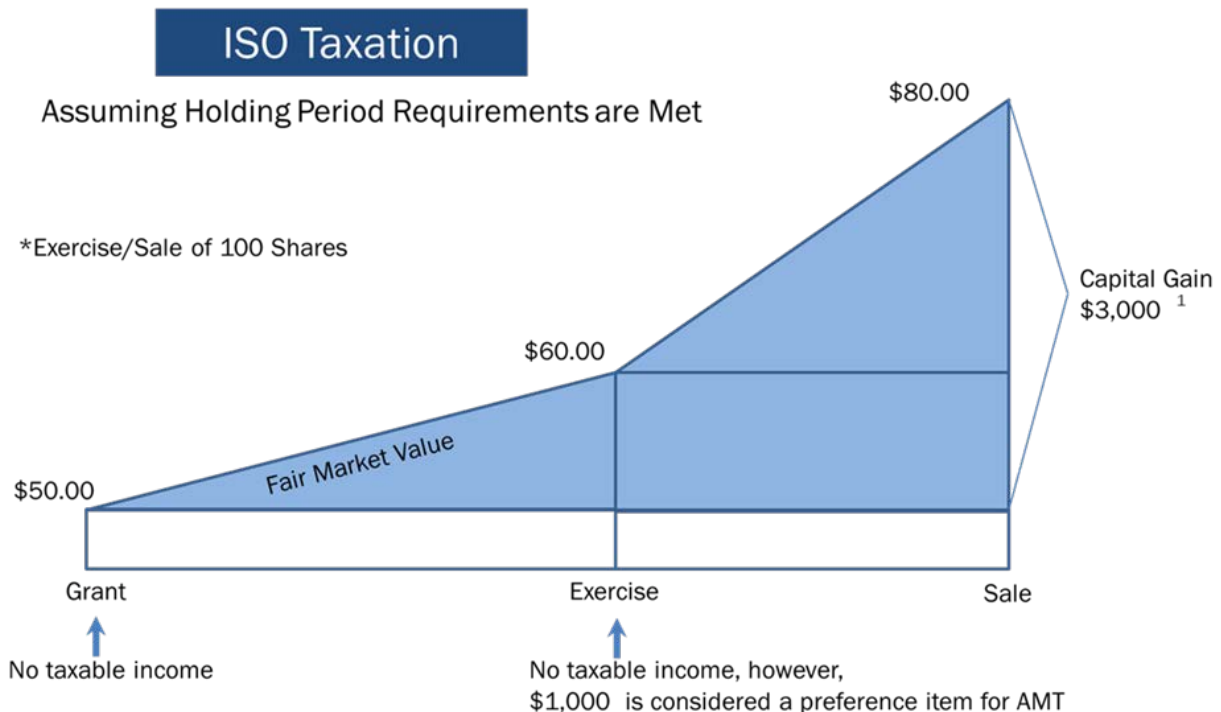 ISO Taxation
Assuming Holding Period Requirements are Met
$80.00
*Exercise/Sale of 100 Shares
Capital Gain
$3,000 1
$60.00
Fair Market Value
$50.00
Grant
Exercise
Sale
No taxable income
No taxable income, however,
$1,000 is considered a preference item for AMT